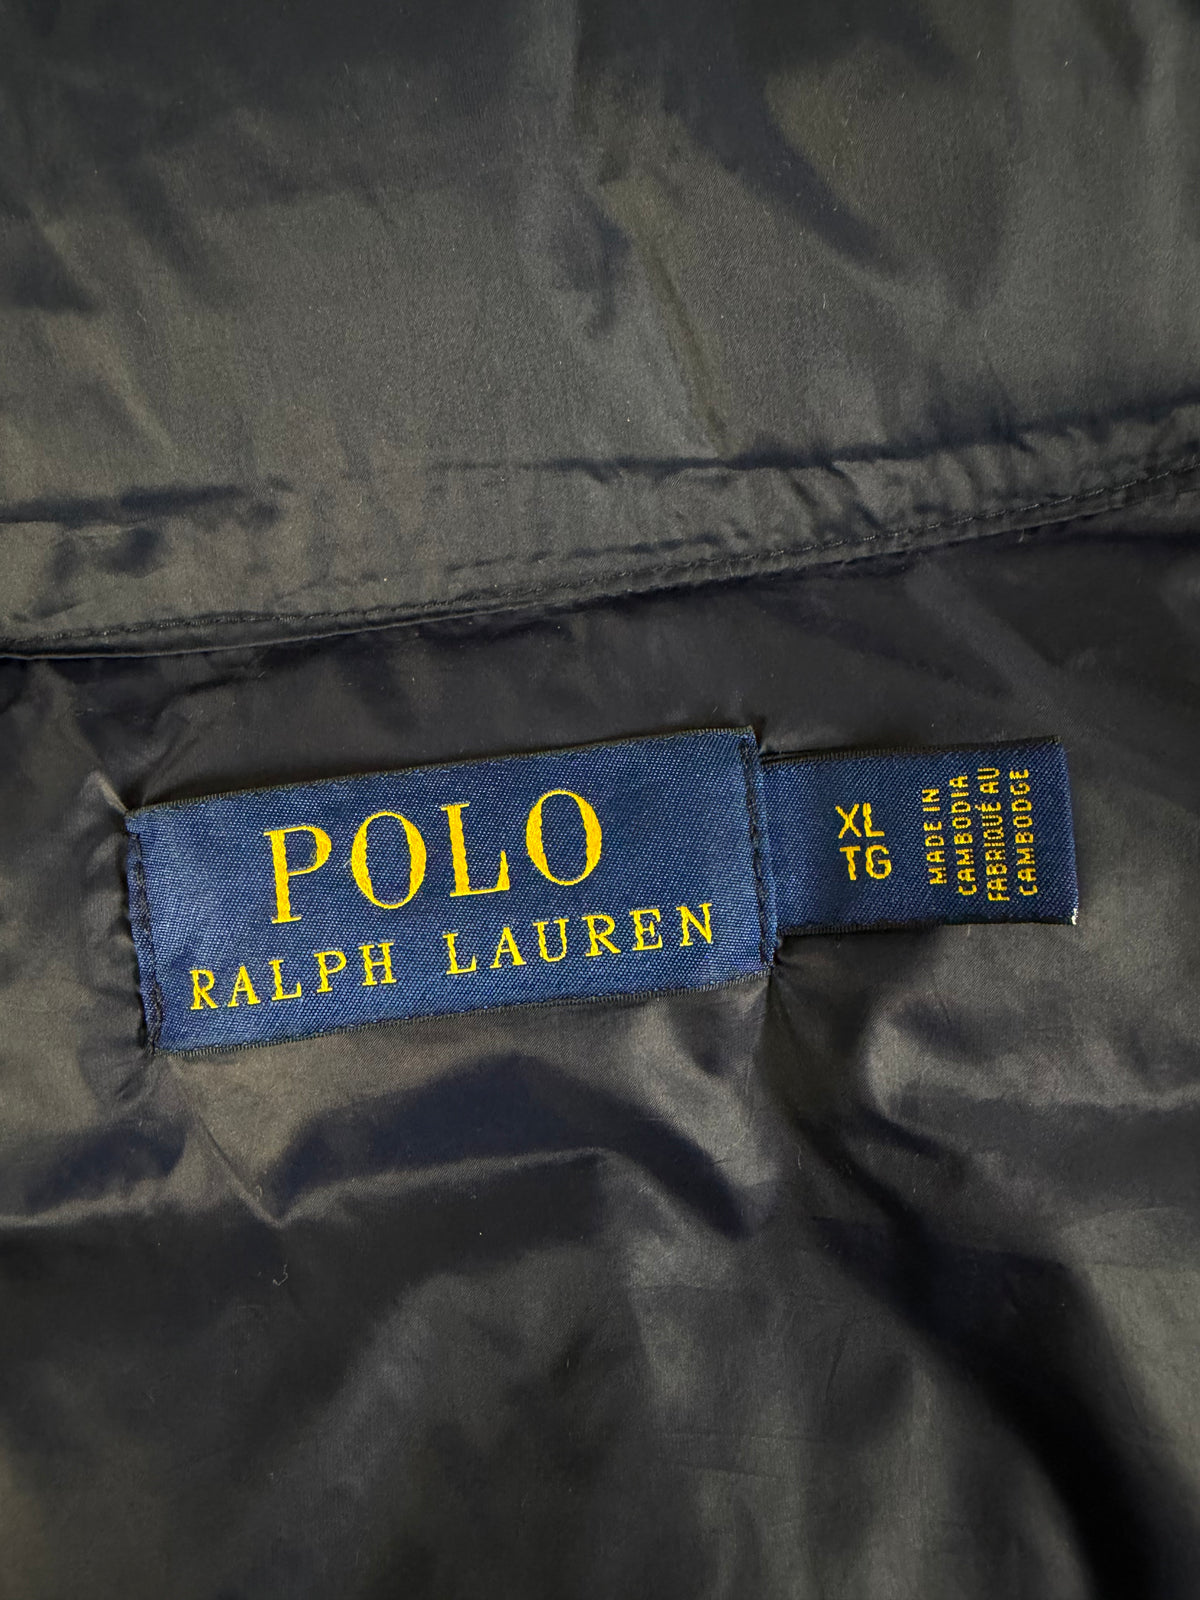 POLO
RALPH LAUREN
XL
TG
MADE IN
CAMBODIA
FABRIQUÉ AU
CAMBODGE